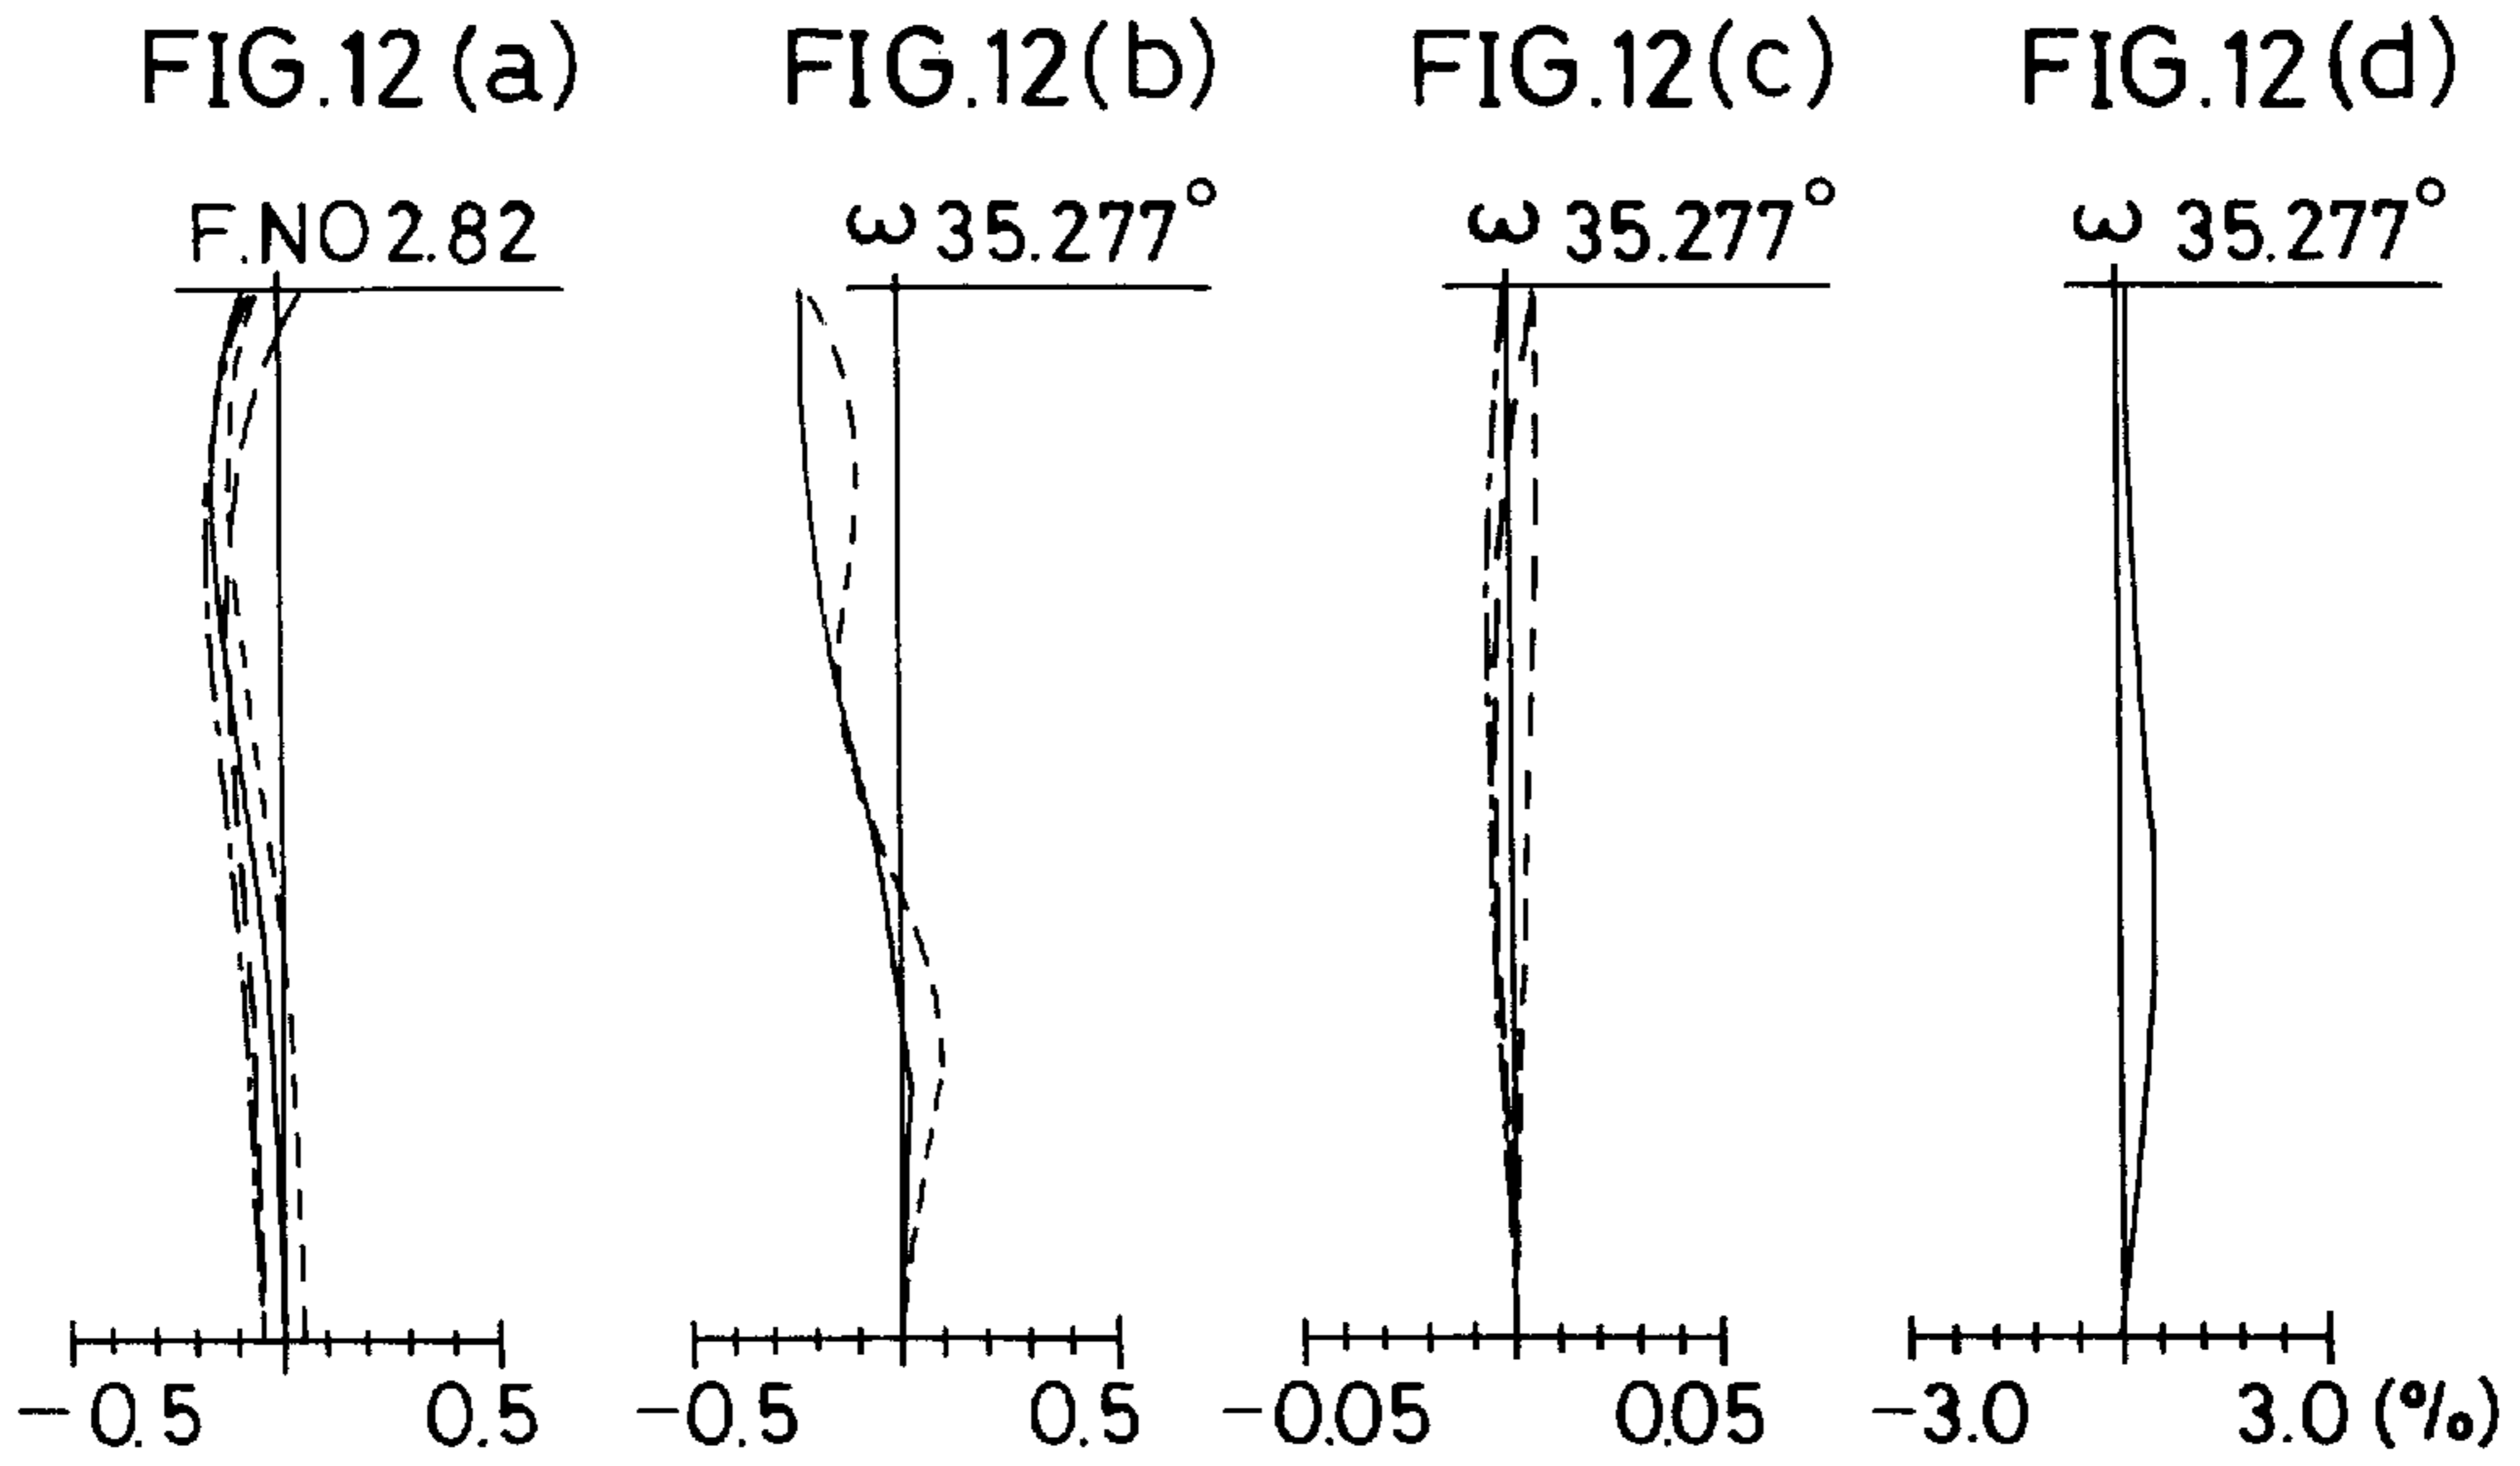 FIG.12 (a) FIG.12(b) FIG.12(c) FIG.12(d)
F.NO 2.82 ω 35.277° ω 35.277° ω 35.277°
-0.5 0.5 -0.5 0.5 -0.05 0.05 -3.0 3.0 (%)